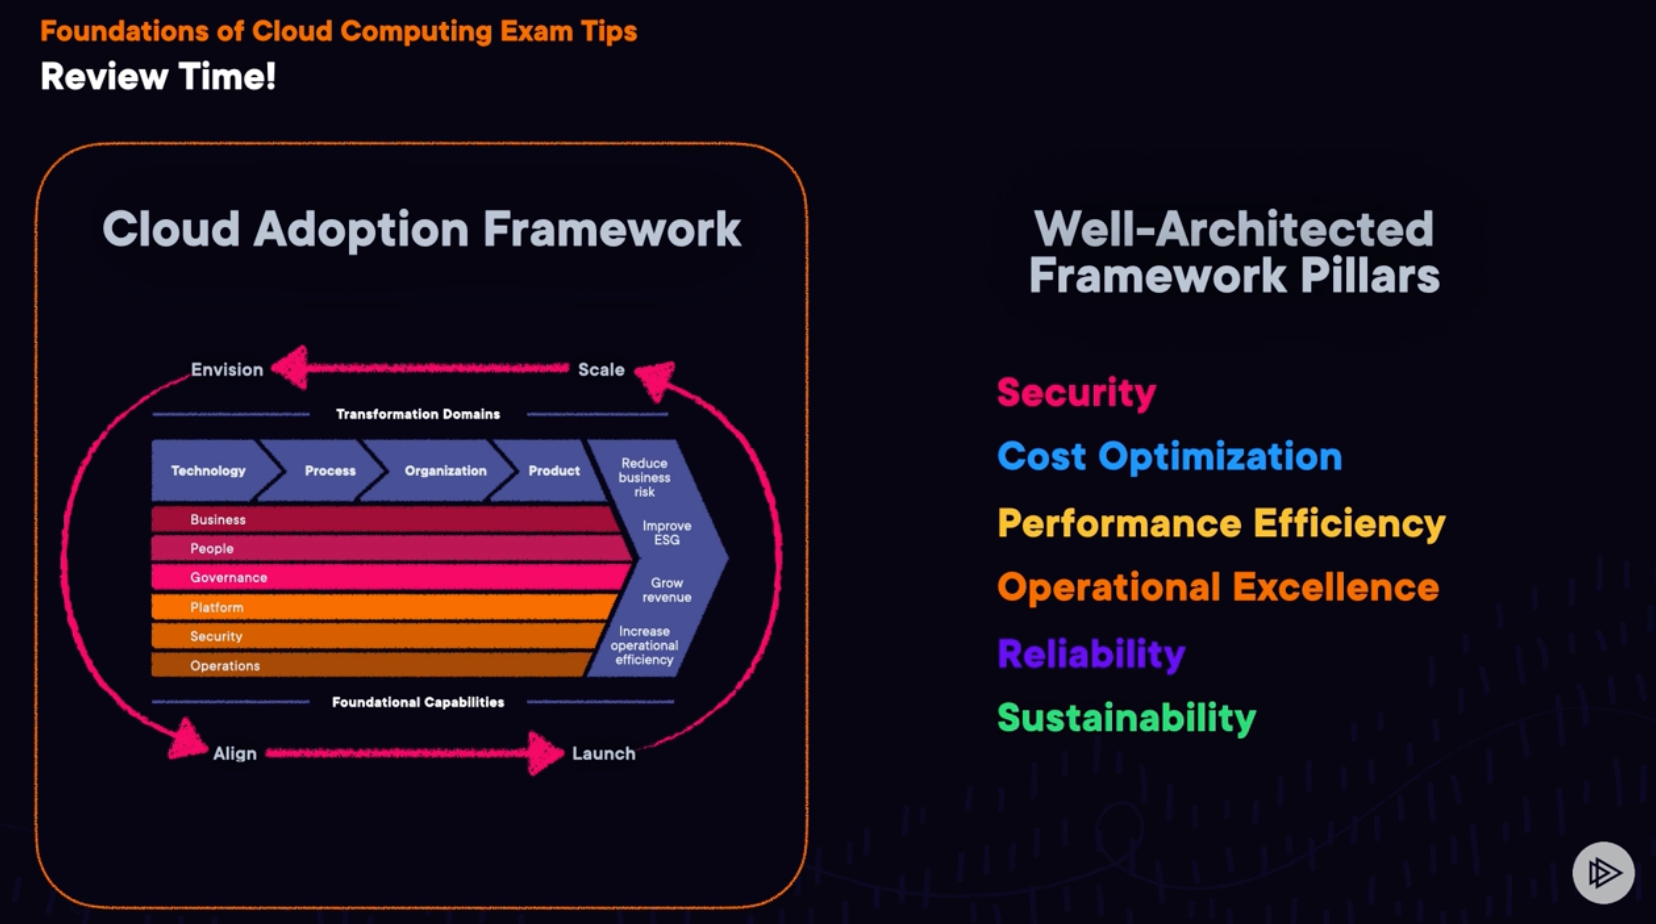 Foundations of Cloud Computing Exam Tips
Review Time!
Cloud Adoption Framework
Envision
Scale
Transformation Domains
Technology
Process
Organization
Product
Reduce
business
risk
Improve
ESG
Grow
revenue
Increase
operational
efficiency
Business
People
Governance
Platform
Security
Operations
Foundational Capabilities
Align
Launch
Well-Architected
Framework Pillars
Security
Cost Optimization
Performance Efficiency
Operational Excellence
Reliability
Sustainability